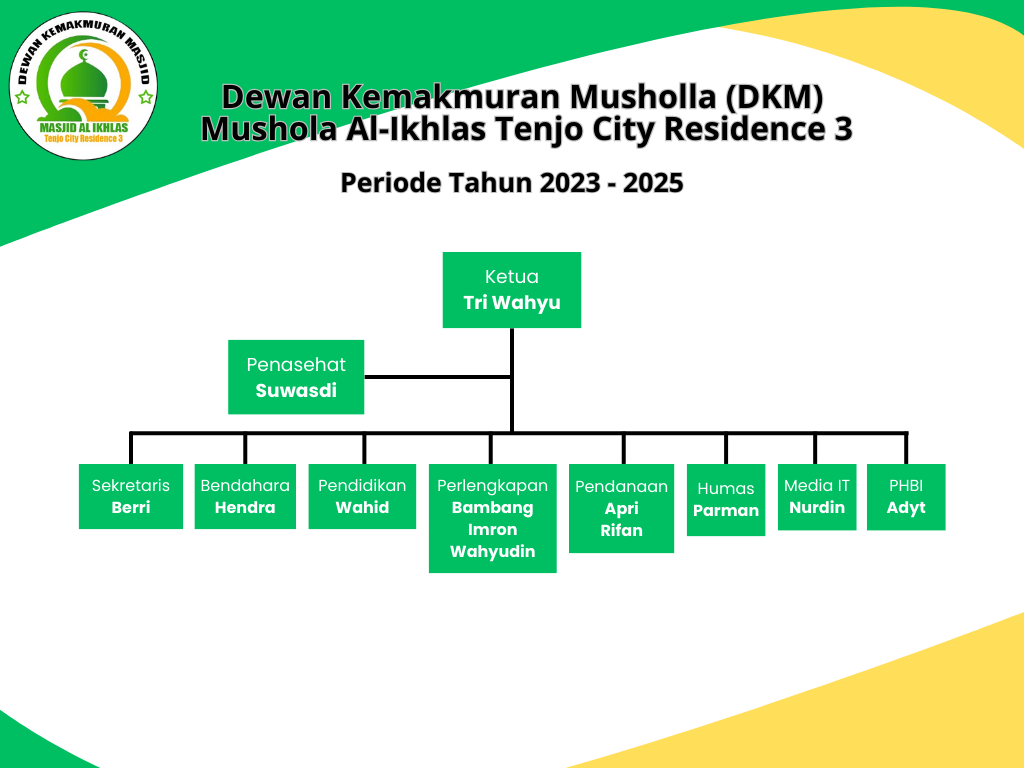 DEWAN KEMAKMURAN MASJID
MASJID AL IKHLAS
Tenjo City Residence 3
Dewan Kemakmuran Musholla (DKM)
Mushola Al-Ikhlas Tenjo City Residence 3
Periode Tahun 2023 - 2025
Ketua
Tri Wahyu
Penasehat
Suwasdi
Sekretaris
Berri
Bendahara
Hendra
Pendidikan
Wahid
Perlengkapan
Bambang
Imron
Wahyudin
Pendanaan
Apri
Rifan
Humas
Parman
Media IT
Nurdin
PHBI
Adyt